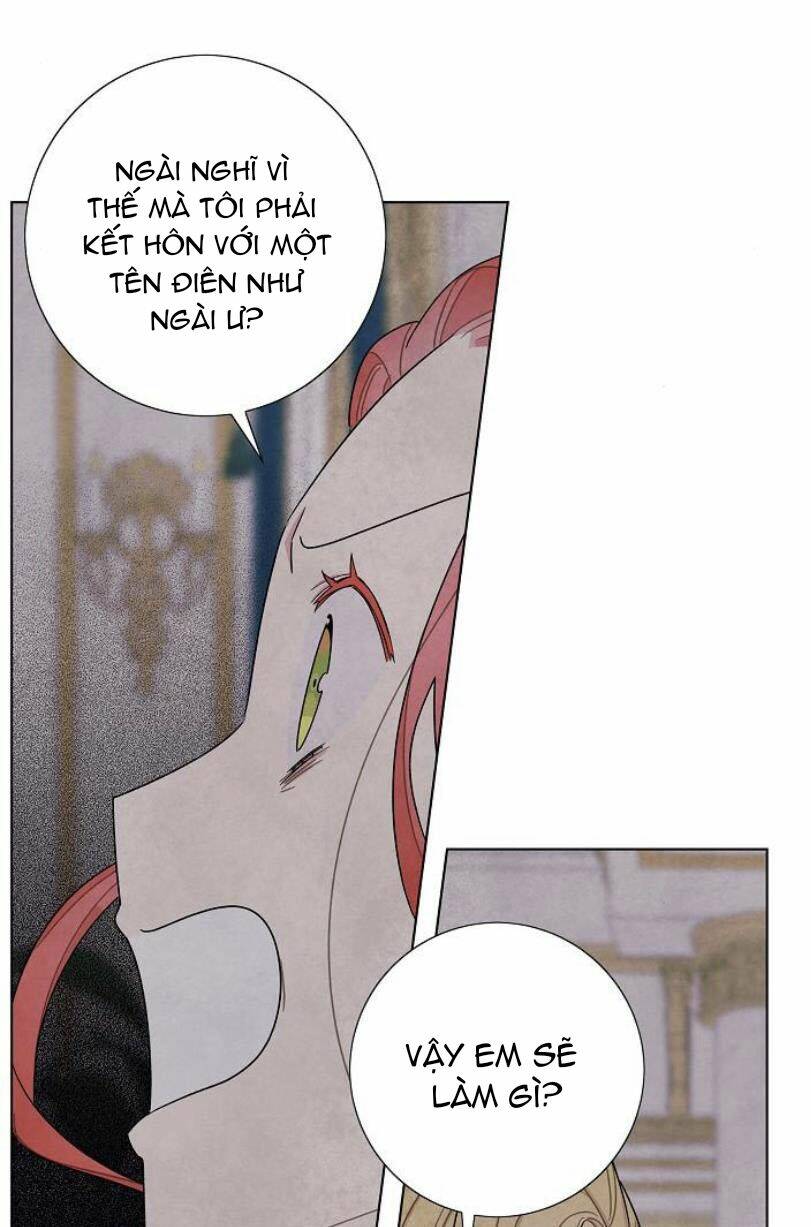 NGÀI NGHĨ VÌ
THẾ MÀ TÔI PHẢI
KẾT HÔN VỚI MỘT
TÊN ĐIÊN NHƯ
NGÀI Ư?
VẬY EM SẼ
LÀM GÌ?